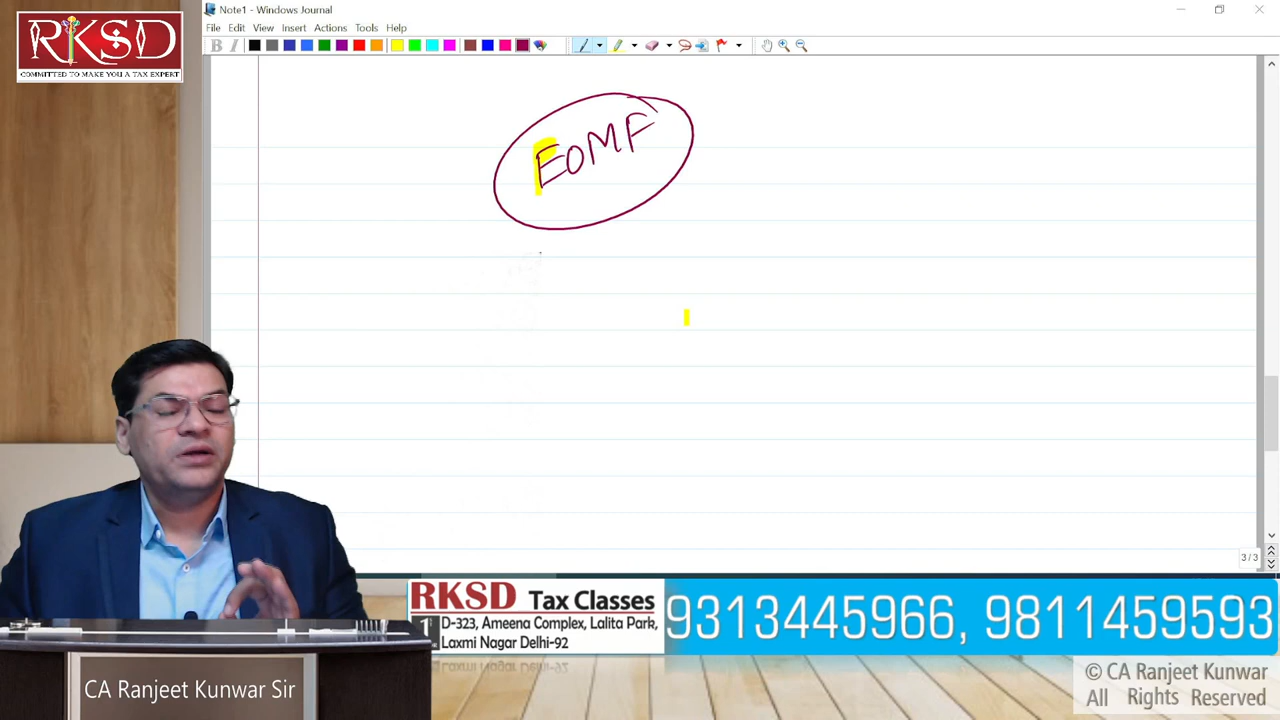 RKSD
COMMITTED TO MAKE YOU A TAX EXPERT
Note1 - Windows Journal
File Edit View Insert Actions Tools Help
B I
EOMF
3 / 3
RKSD Tax Classes
D-323, Ameena Complex, Lalita Park,
Laxmi Nagar Delhi-92
9313445966, 9811459593
CA Ranjeet Kunwar Sir
© CA Ranjeet Kunwar
All Rights Reserved